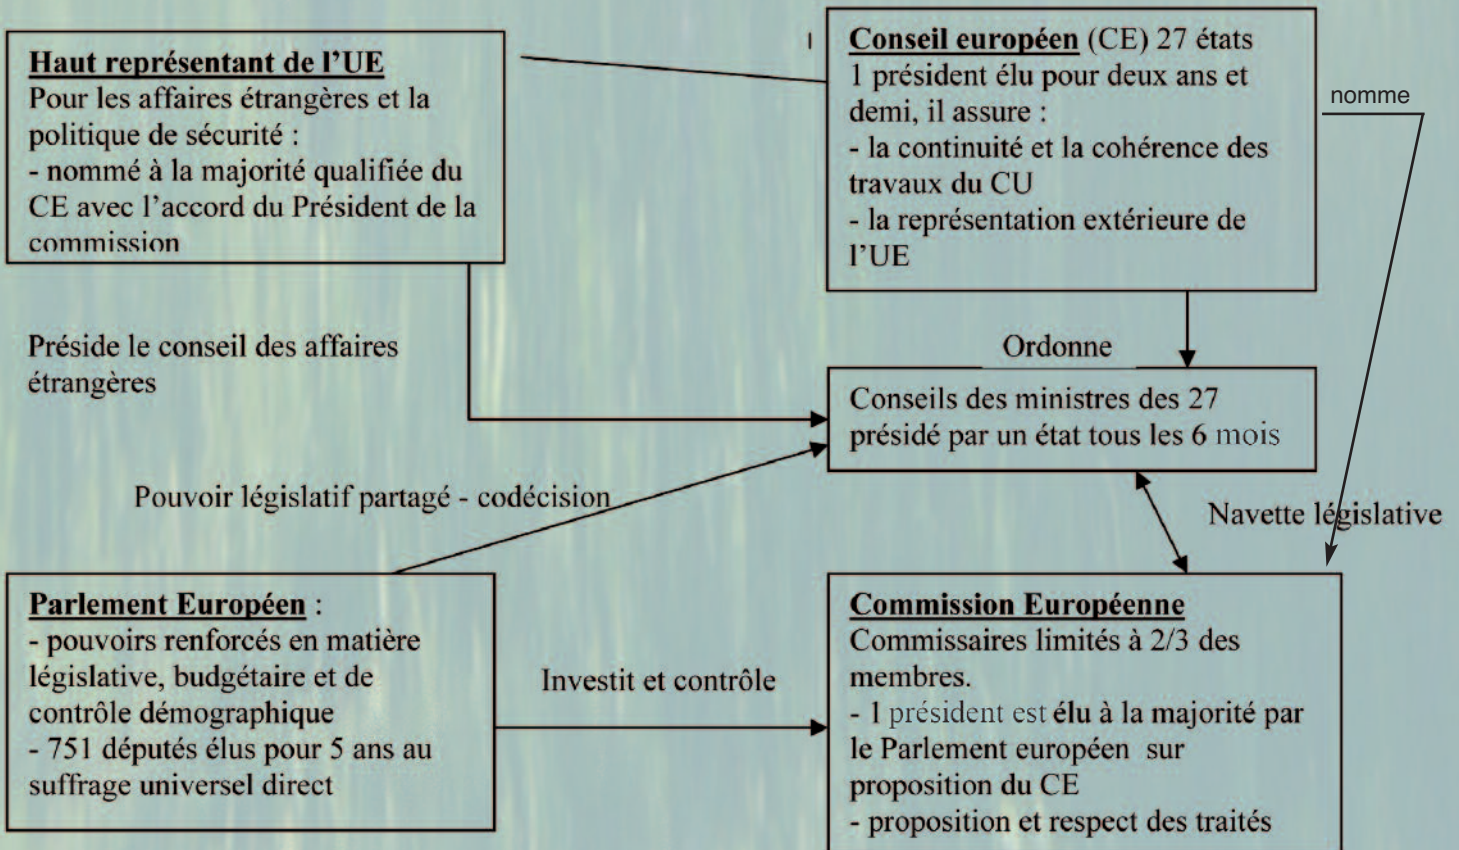 Haut représentant de l'UE
Pour les affaires étrangères et la
politique de sécurité :
- nommé à la majorité qualifiée du
CE avec l'accord du Président de la
commission
Conseil européen (CE) 27 états
1 président élu pour deux ans et
demi, il assure :
- la continuité et la cohérence des
travaux du CU
- la représentation extérieure de
l'UE
nomme
Préside le conseil des affaires
étrangères
Ordonne
Conseils des ministres des 27
présidé par un état tous les 6 mois
Pouvoir législatif partagé - codécision
Navette législative
Parlement Européen :
- pouvoirs renforcés en matière
législative, budgétaire et de
contrôle démographique
- 751 députés élus pour 5 ans au
suffrage universel direct
Investit et contrôle
Commission Européenne
Commissaires limités à 2/3 des
membres.
- 1 président est élu à la majorité par
le Parlement européen sur
proposition du CE
- proposition et respect des traités